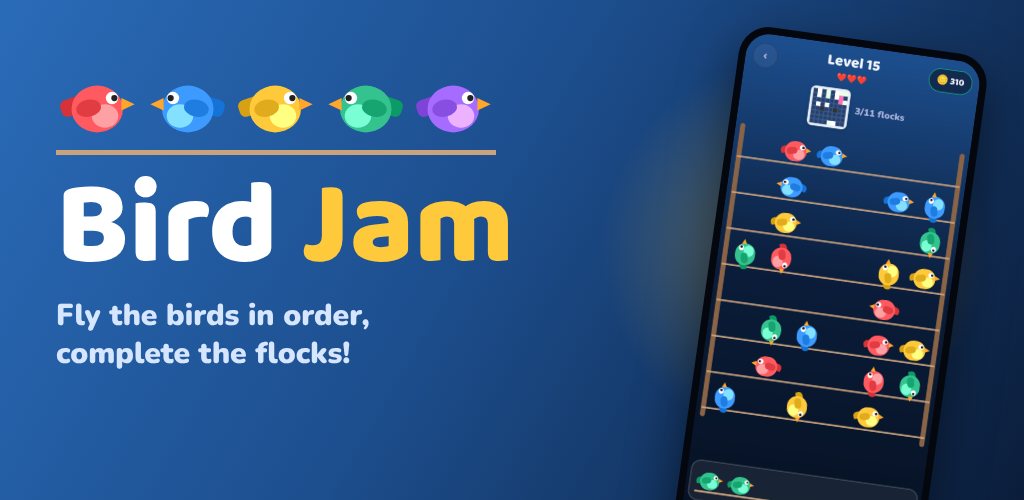 Bird Jam
Fly the birds in order,
complete the flocks!
Level 15
310
3/11 flocks